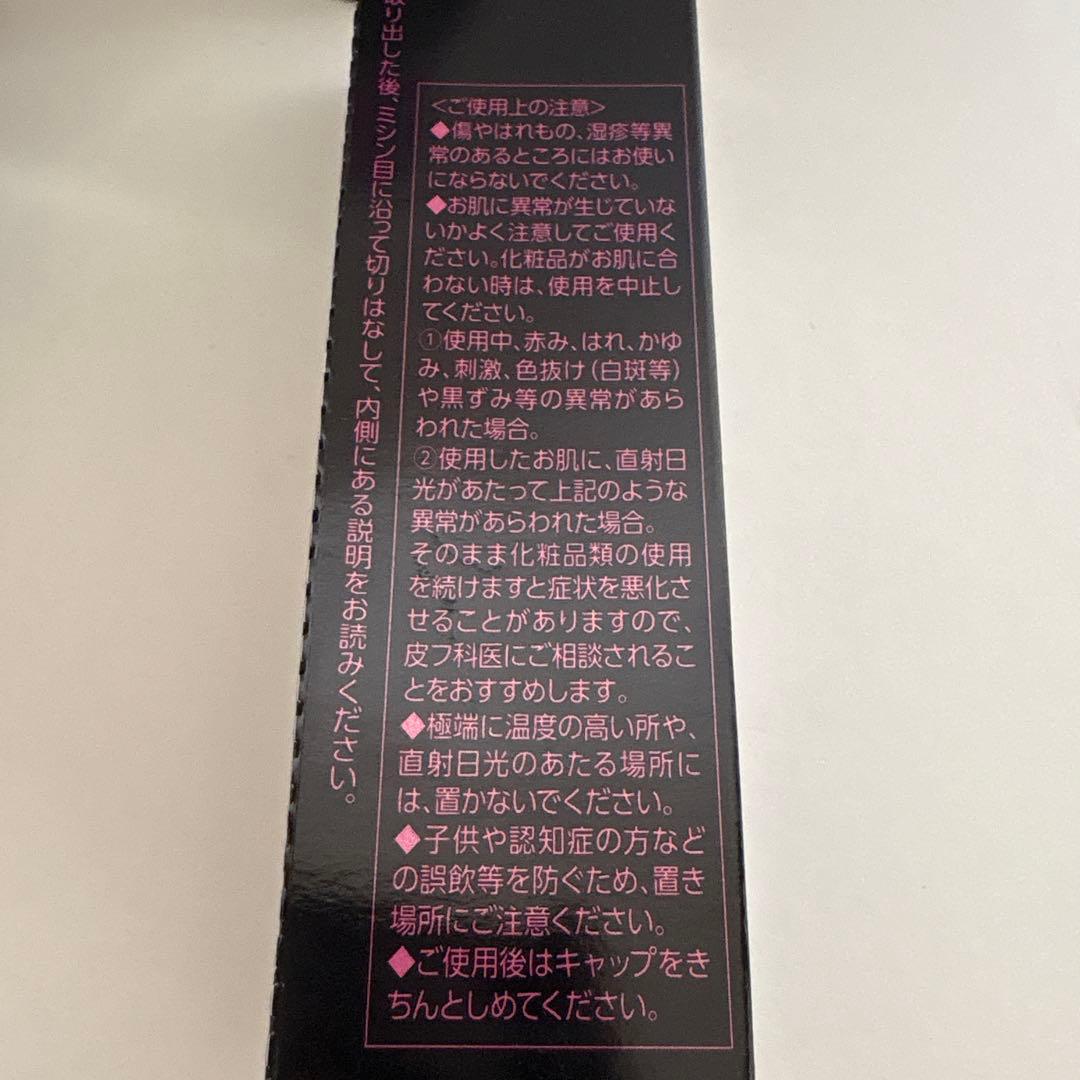 取り出した後、ミシン目に沿って切りはなして、内側にある説明をお読みください。
<ご使用上の注意>
◆傷やはれもの、湿疹等異
常のあるところにはお使い
にならないでください。
◆お肌に異常が生じていな
いかよく注意してご使用く
ださい。化粧品がお肌に合
わない時は、使用を中止し
てください。
①使用中、赤み、はれ、かゆ
み、刺激、色抜け(白斑等)
や黒ずみ等の異常があら
われた場合。
②使用したお肌に、直射日
光があたって上記のような
異常があらわれた場合。
そのまま化粧品類の使用
を続けますと症状を悪化さ
せることがありますので、
皮フ科医にご相談されるこ
とをおすすめします。
◆極端に温度の高い所や、
直射日光のあたる場所に
は、置かないでください。
◆子供や認知症の方など
の誤飲等を防ぐため、置き
場所にご注意ください。
◆ご使用後はキャップをき
ちんとしめてください。